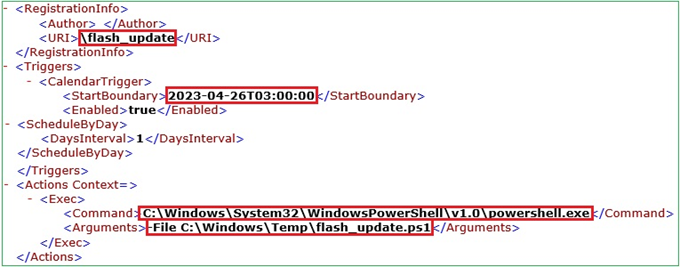 - <RegistrationInfo>
<Author> </Author>
<URI>\flash_update</URI>
</RegistrationInfo>
- <Triggers>
- <CalendarTrigger>
<StartBoundary>2023-04-26T03:00:00</StartBoundary>
<Enabled>true</Enabled>
- <ScheduleByDay>
<DaysInterval>1</DaysInterval>
</ScheduleByDay>
</Triggers>
- <Actions Context=>
- <Exec>
<Command>C:\Windows\System32\WindowsPowerShell\v1.0\powershell.exe</Command>
<Arguments>-File C:\Windows\Temp\flash_update.ps1</Arguments>
</Exec>
</Actions>